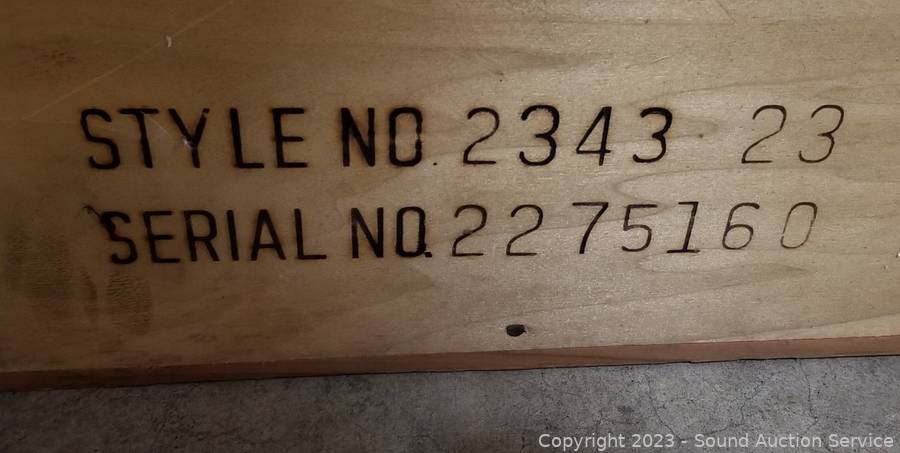 STYLE NO. 2343 23
SERIAL NO. 2275160
Copyright 2023 - Sound Auction Service